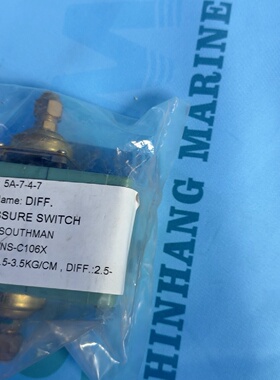 5A-7-4-7
ame: DIFF.
SSURE SWITCH
SOUTHMAN
NS-C106X
.5-3.5KG/CM , DIFF.:2.5-
SHINHANG MARINE